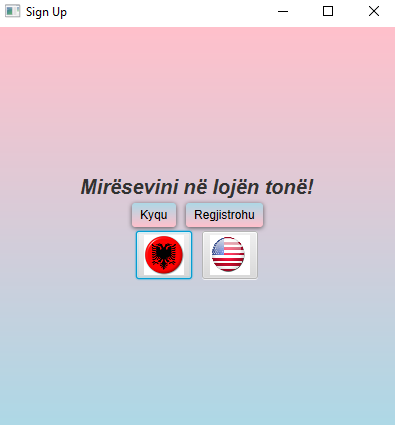 Sign Up
Mirësevini në lojën tonë!
Kyqu Regjistrohu